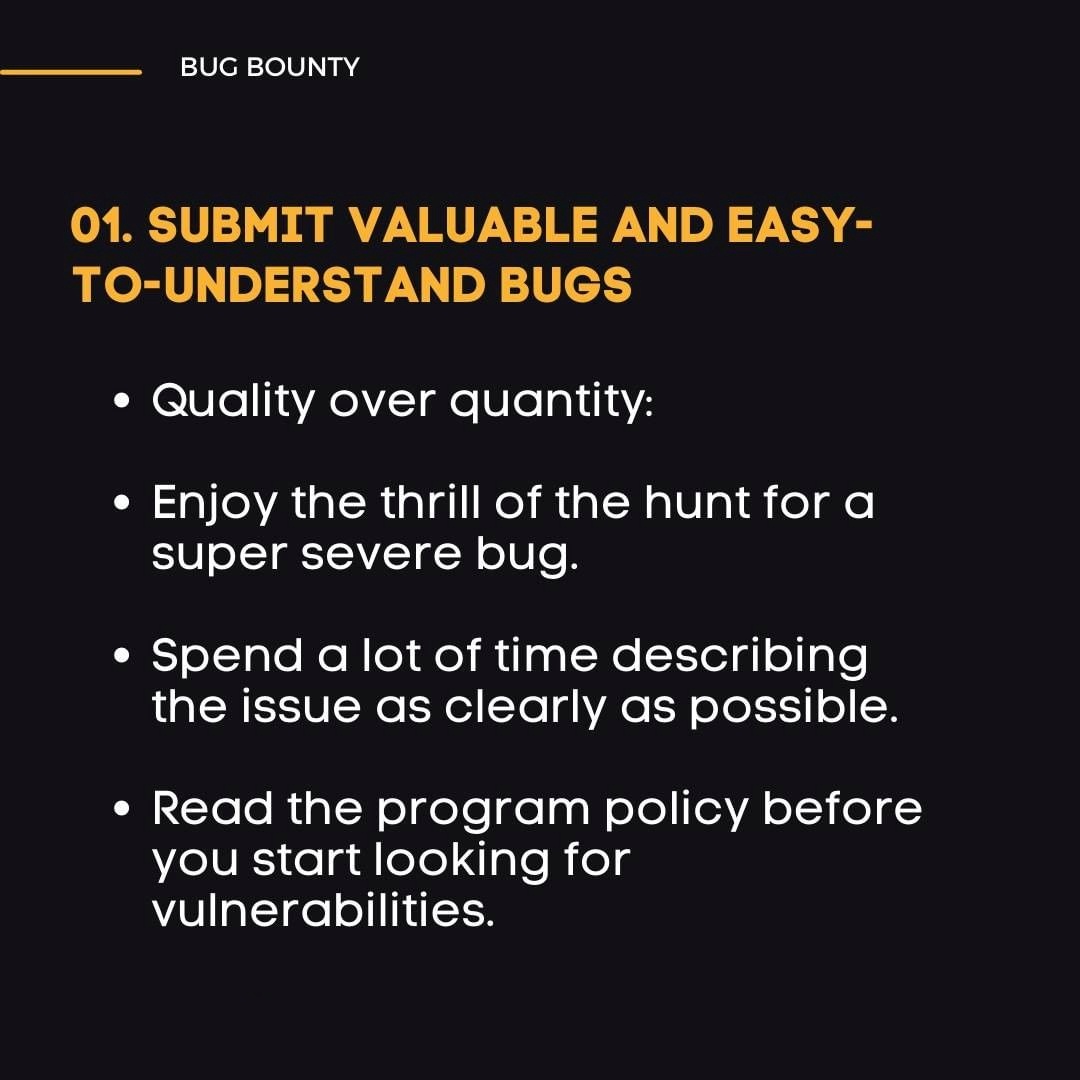 BUG BOUNTY
01. SUBMIT VALUABLE AND EASY-
TO-UNDERSTAND BUGS
• Quality over quantity:
• Enjoy the thrill of the hunt for a
super severe bug.
• Spend a lot of time describing
the issue as clearly as possible.
• Read the program policy before
you start looking for
vulnerabilities.